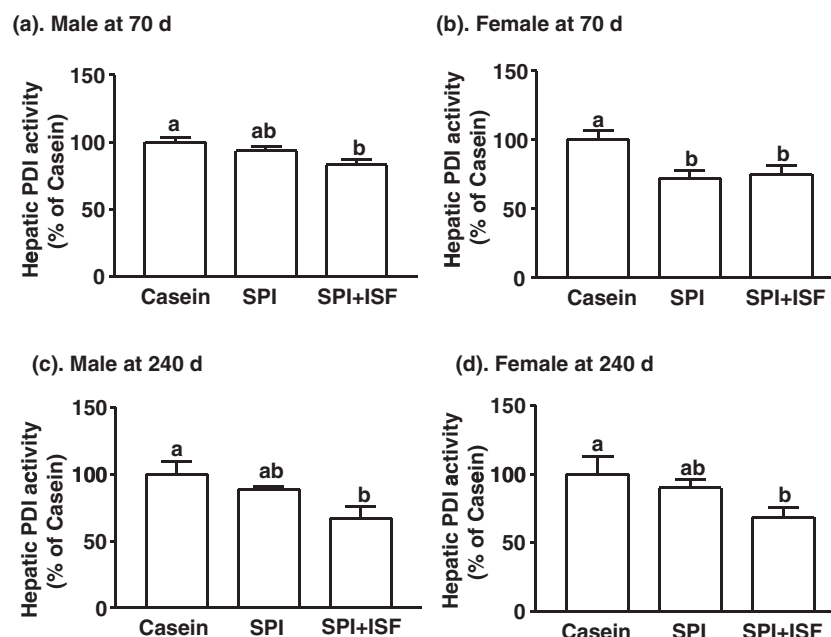 (a). Male at 70 d
Hepatic PDI activity
(% of Casein)
150
100
50
0
a
ab
b
Casein SPI SPI+ISF
(b). Female at 70 d
Hepatic PDI activity
(% of Casein)
150
100
50
0
a
b
b
Casein SPI SPI+ISF
(c). Male at 240 d
Hepatic PDI activity
(% of Casein)
150
100
50
0
a
ab
b
Casein SPI SPI+ISF
(d). Female at 240 d
Hepatic PDI activity
(% of Casein)
150
100
50
0
a
ab
b
Casein SPI SPI+ISF